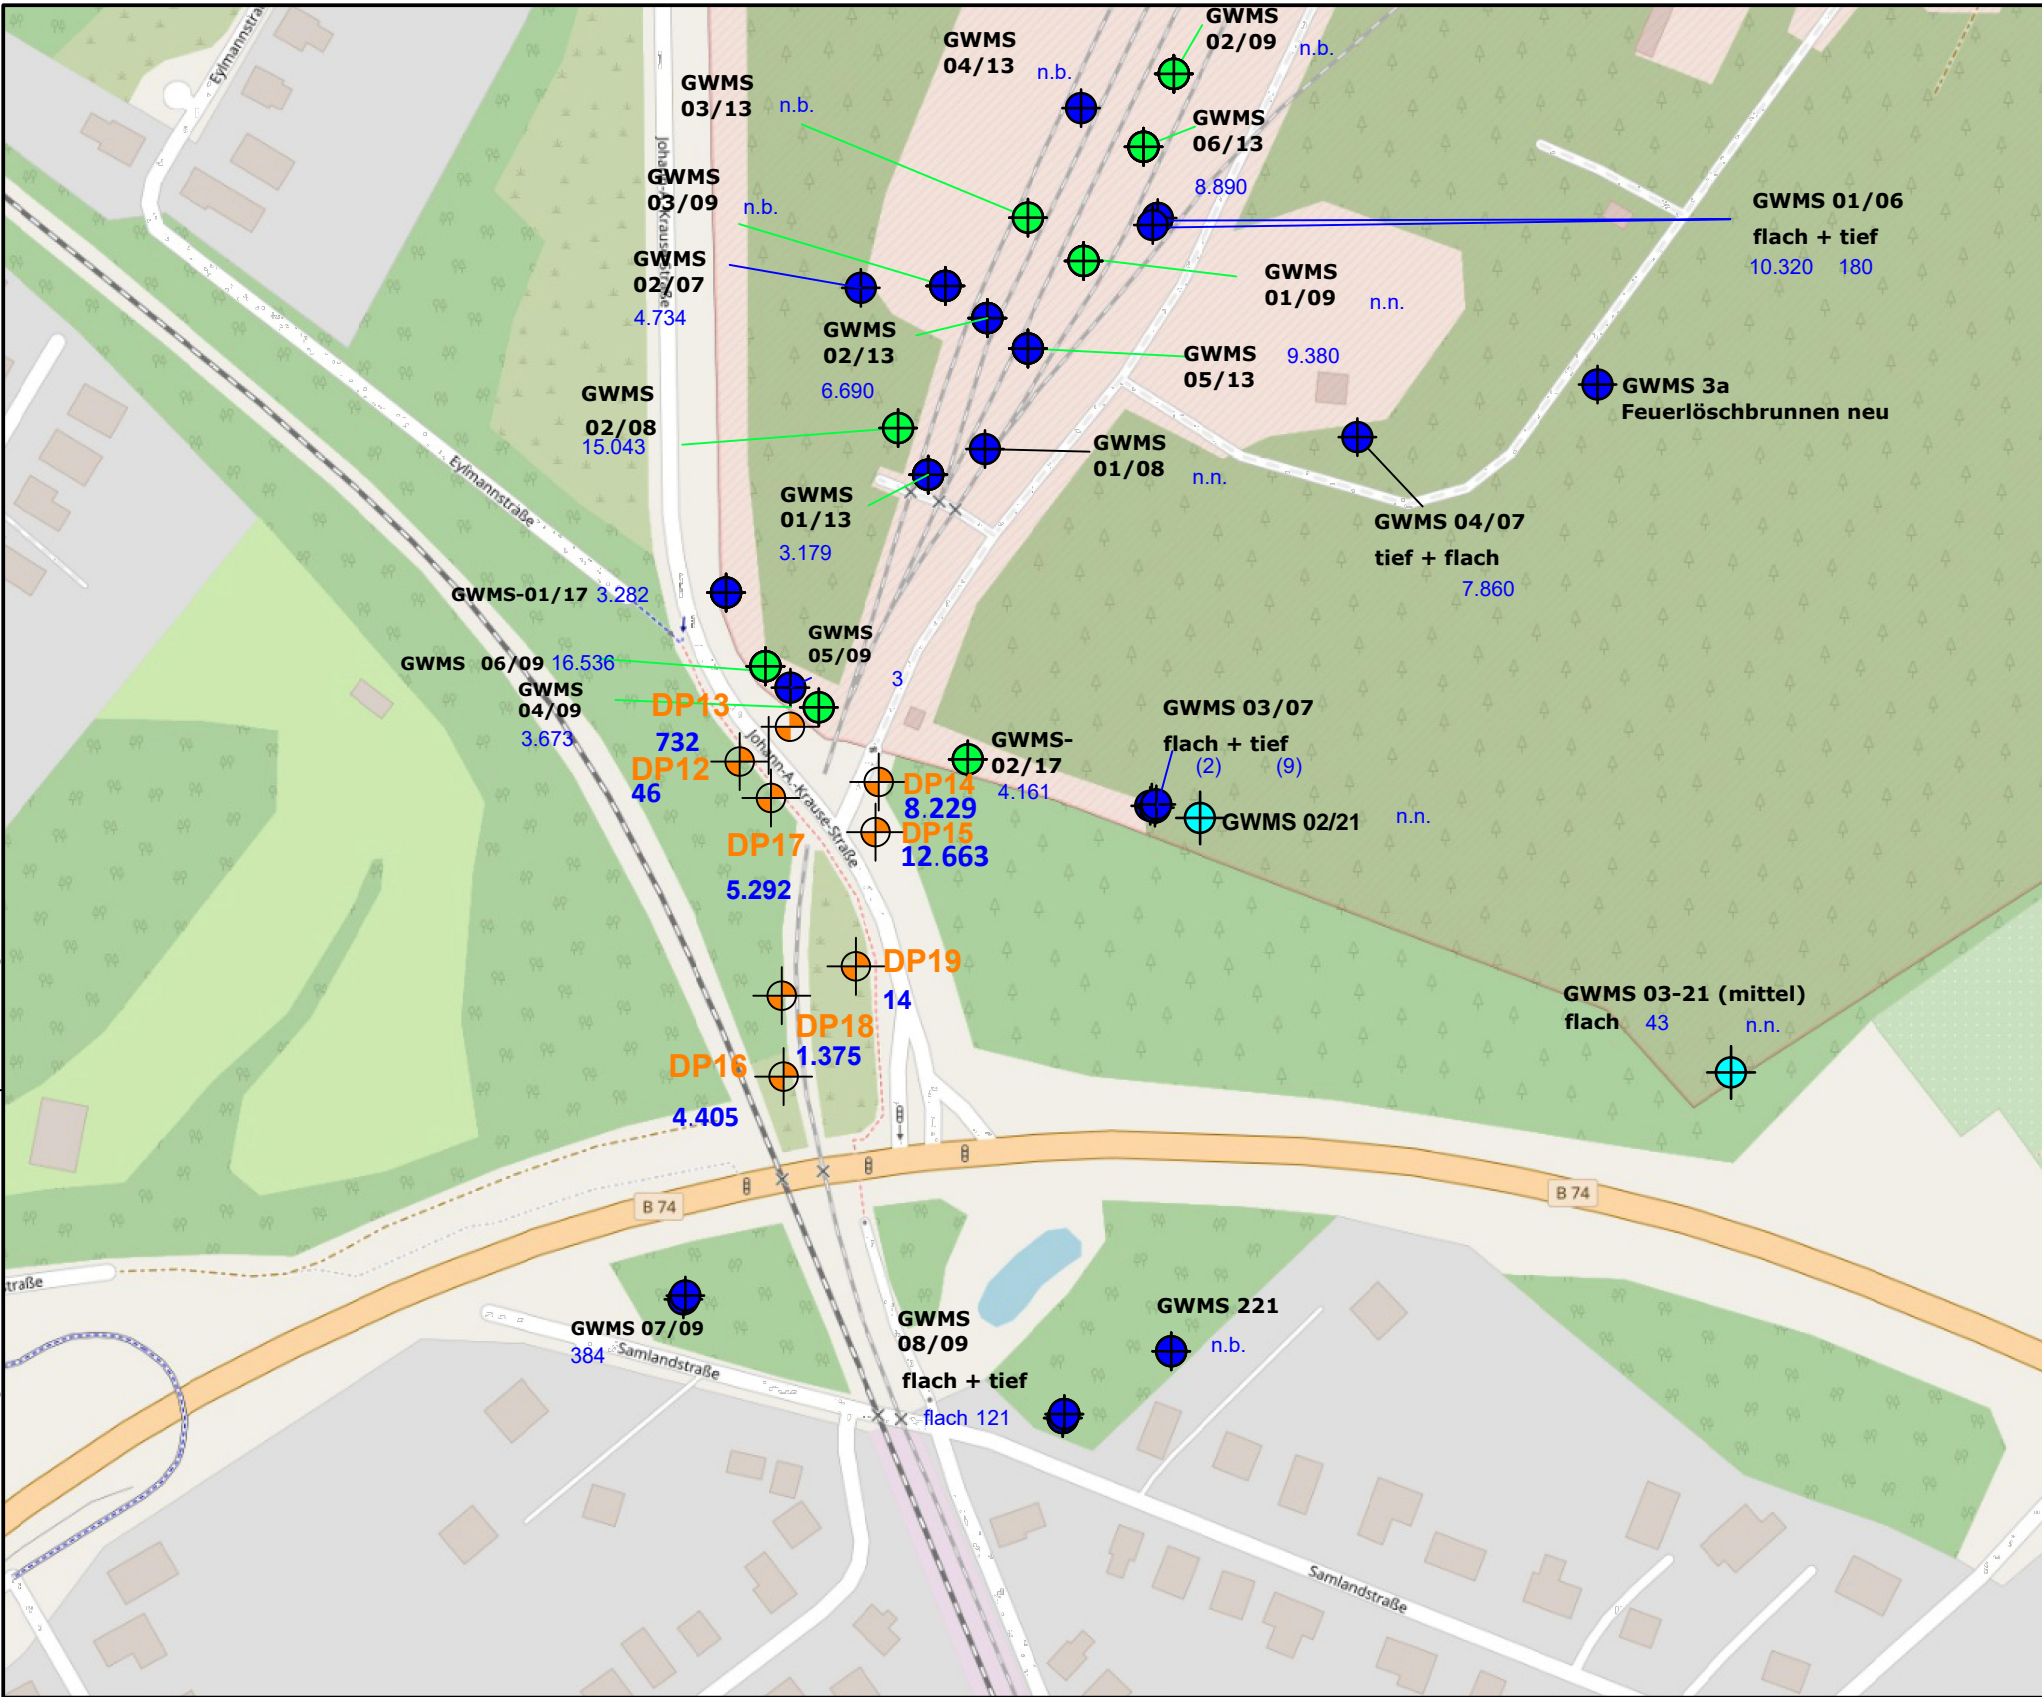 Eylmannstraße
GWMS
02/09
n.b.
GWMS
04/13
n.b.
GWMS
03/13
n.b.
GWMS
06/13
8.890
GWMS
03/09
n.b.
GWMS 01/06
flach + tief
10.320 180
Johann-A.-Krause-Straße
GWMS
02/07
4.734
GWMS
01/09
n.n.
GWMS
02/13
6.690
GWMS
05/13
9.380
GWMS 3a
Feuerlöschbrunnen neu
GWMS
02/08
15.043
GWMS
01/08
n.n.
Eylmannstraße
GWMS
01/13
3.179
GWMS 04/07
tief + flach
7.860
GWMS-01/17 3.282
GWMS
05/09
3
GWMS 06/09 16.536
GWMS
04/09
3.673
DP13
732
DP12
46
Johann-A.-Krause-Straße
GWMS-
02/17
4.161
GWMS 03/07
flach + tief
(2) (9)
DP14
8.229
DP15
12.663
GWMS 02/21
n.n.
DP17
5.292
DP19
14
GWMS 03-21 (mittel)
flach 43 n.n.
DP18
1.375
DP16
4.405
B 74
B 74
straße
GWMS 07/09
384
Samlandstraße
GWMS
08/09
flach + tief
flach 121
GWMS 221
n.b.
Samlandstraße